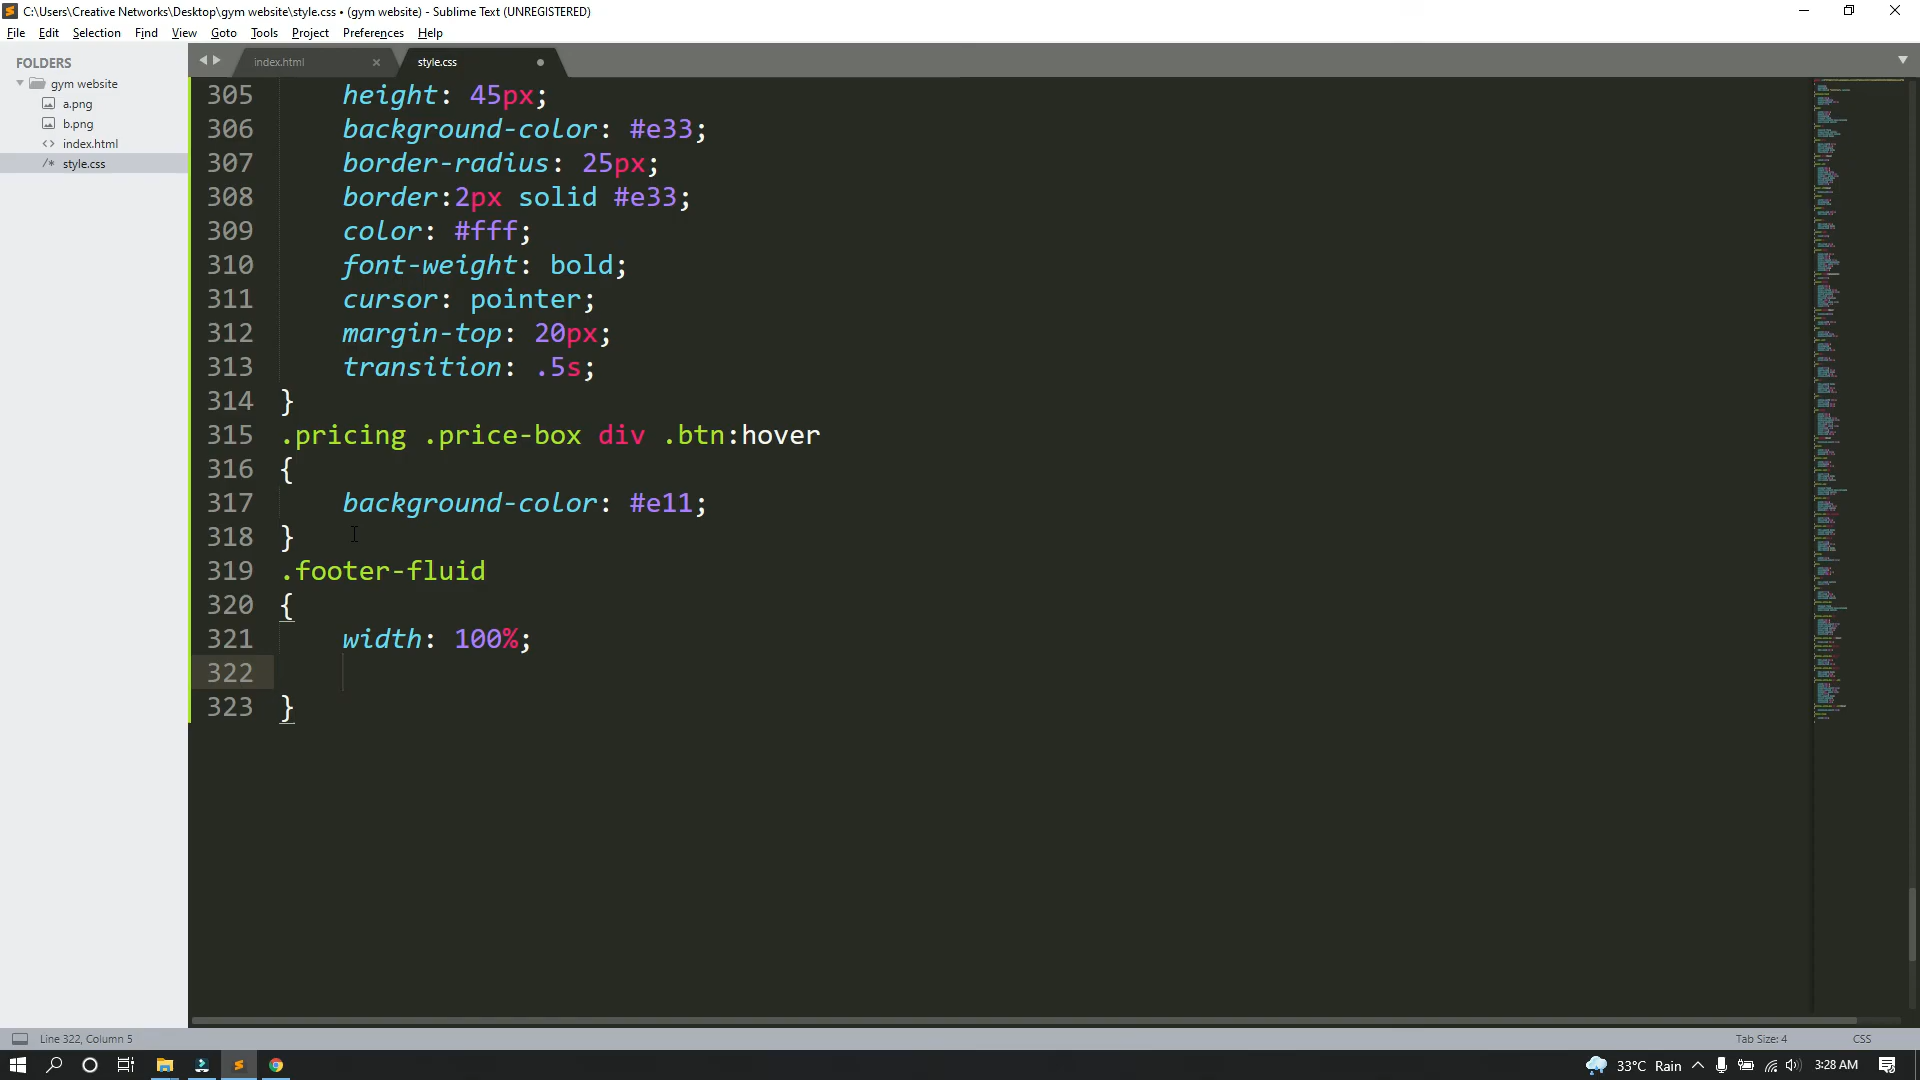 C:\Users\Creative Networks\Desktop\gym website\style.css • (gym website) - Sublime Text (UNREGISTERED)
File Edit Selection Find View Goto Tools Project Preferences Help
FOLDERS
gym website
a.png
b.png
index.html
style.css
index.html
style.css
305 height: 45px;
306 background-color: #e33;
307 border-radius: 25px;
308 border:2px solid #e33;
309 color: #fff;
310 font-weight: bold;
311 cursor: pointer;
312 margin-top: 20px;
313 transition: .5s;
314 }
315 .pricing .price-box div .btn:hover
316 {
317 background-color: #e11;
318 }
319 .footer-fluid
320 {
321 width: 100%;
322
323 }
Line 322, Column 5
Tab Size: 4
CSS
33°C Rain
3:28 AM